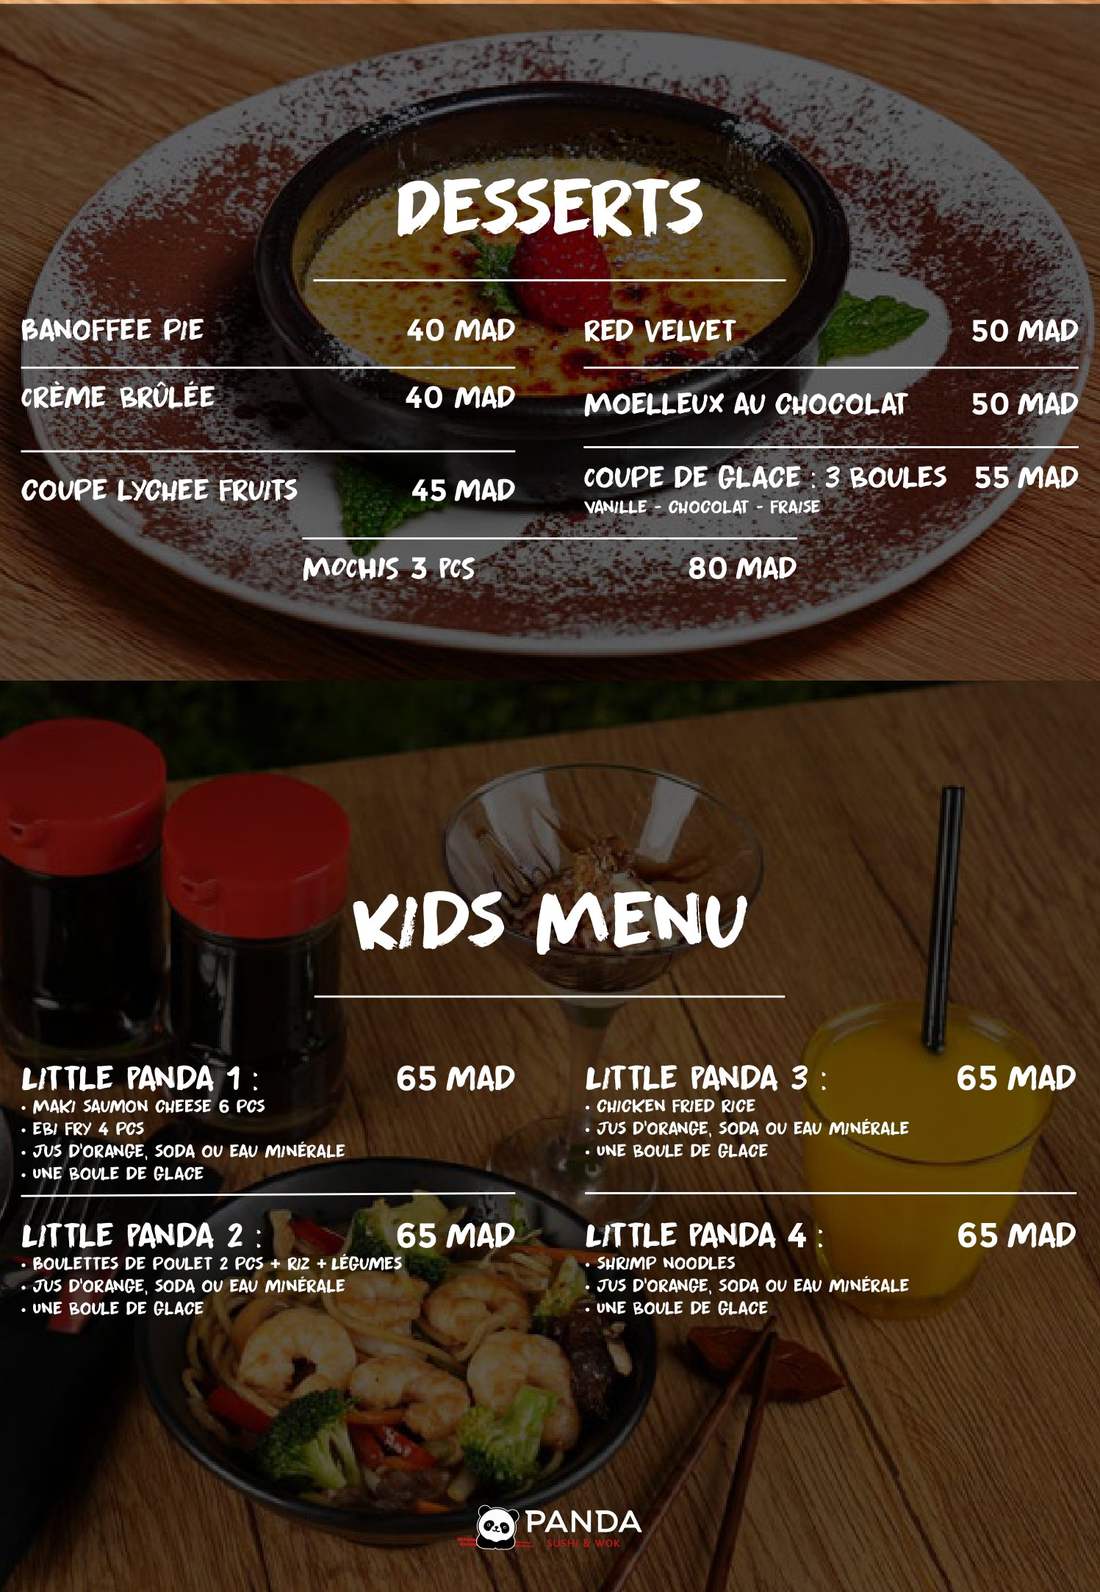 DESSERTS
BANOFFEE PIE 40 MAD
CRÈME BRÛLÉE 40 MAD
COUPE LYCHEE FRUITS 45 MAD
RED VELVET 50 MAD
MOELLEUX AU CHOCOLAT 50 MAD
COUPE DE GLACE : 3 BOULES 55 MAD
VANILLE - CHOCOLAT - FRAISE
MOCHIS 3 PCS 80 MAD
KIDS MENU
LITTLE PANDA 1 : 65 MAD
• MAKI SAUMON CHEESE 6 PCS
• EBI FRY 4 PCS
• JUS D'ORANGE, SODA OU EAU MINÉRALE
• UNE BOULE DE GLACE
LITTLE PANDA 2 : 65 MAD
• BOULETTES DE POULET 2 PCS + RIZ + LÉGUMES
• JUS D'ORANGE, SODA OU EAU MINÉRALE
• UNE BOULE DE GLACE
LITTLE PANDA 3 : 65 MAD
• CHICKEN FRIED RICE
• JUS D'ORANGE, SODA OU EAU MINÉRALE
• UNE BOULE DE GLACE
LITTLE PANDA 4 : 65 MAD
• SHRIMP NOODLES
• JUS D'ORANGE, SODA OU EAU MINÉRALE
• UNE BOULE DE GLACE
PANDA
SUSHI & WOK